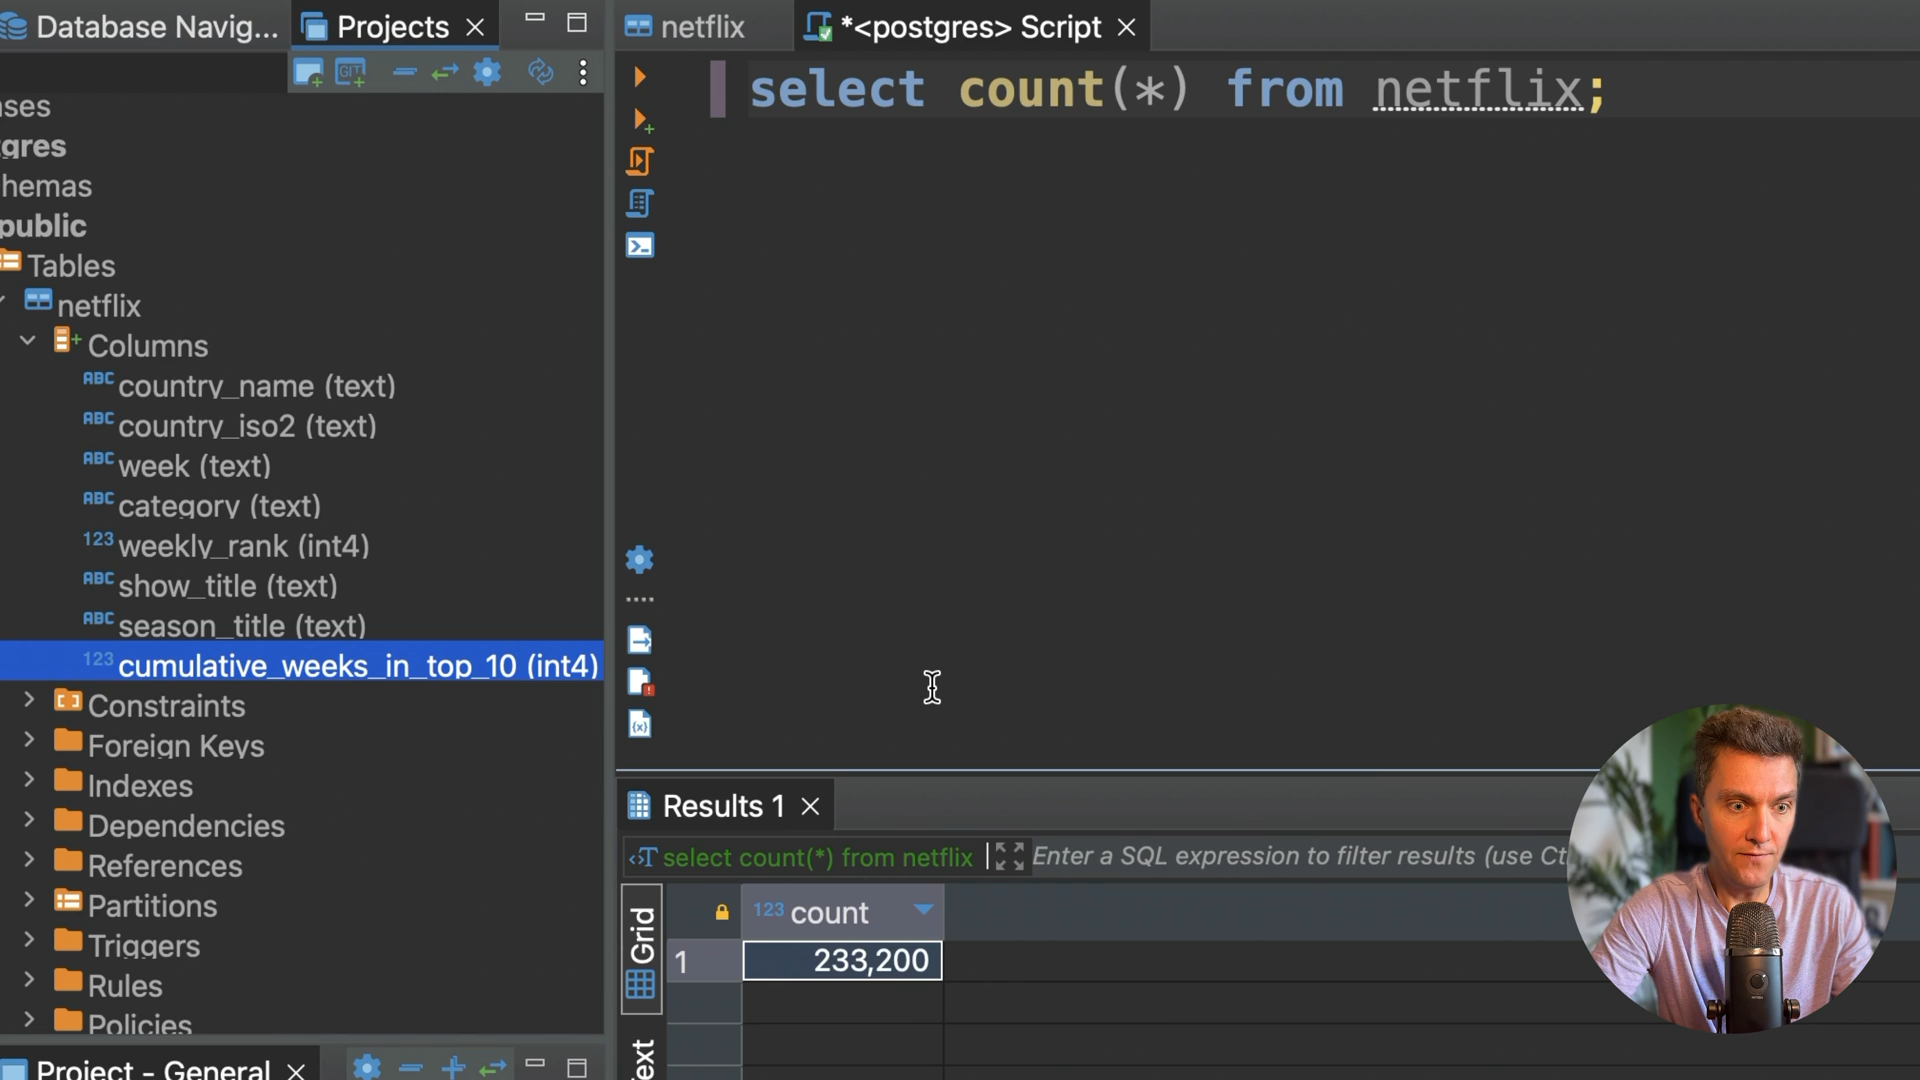 Database Navig...
Projects
netflix
*<postgres> Script
GIT
select count(*) from netflix;
ases
gres
hemas
public
Tables
netflix
Columns
ABC country_name (text)
ABC country_iso2 (text)
ABC week (text)
ABC category (text)
123 weekly_rank (int4)
ABC show_title (text)
ABC season_title (text)
123 cumulative_weeks_in_top_10 (int4)
Constraints
Foreign Keys
Indexes
Dependencies
References
Partitions
Triggers
Rules
Policies
Project - General
Results 1
select count(*) from netflix
Enter a SQL expression to filter results (use Ct
Grid
123 count
1
233,200
ext